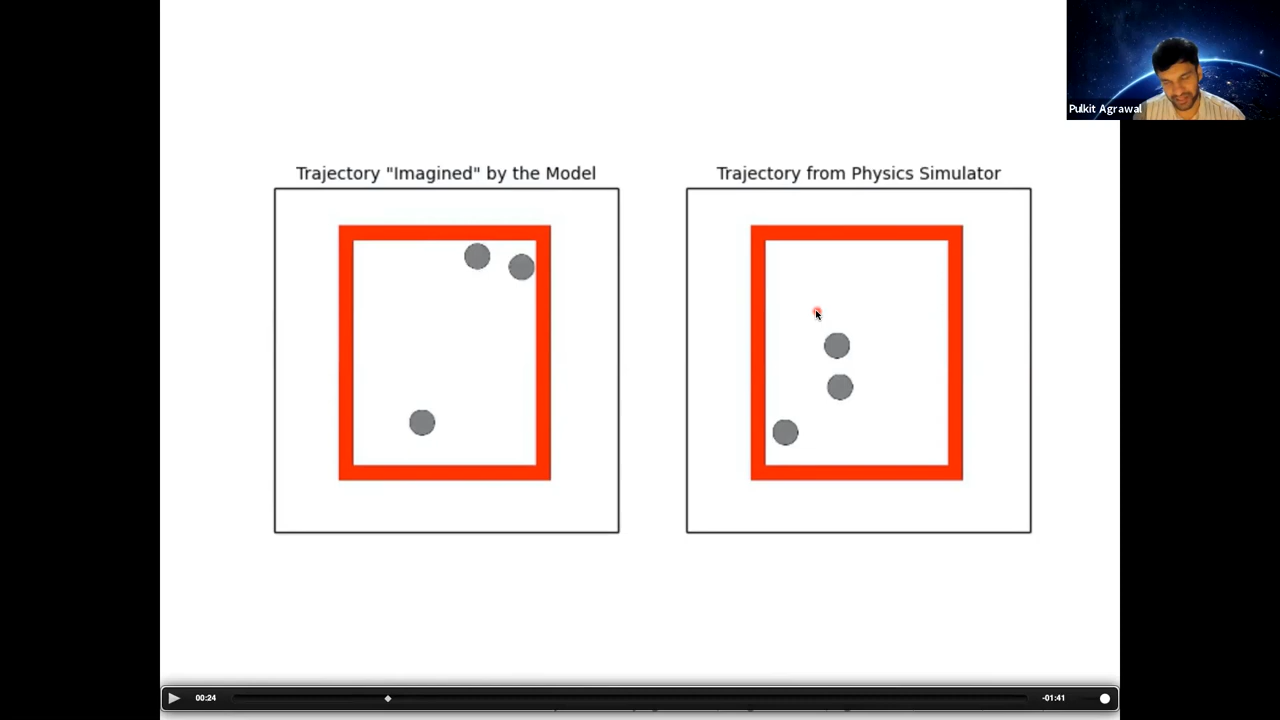 Pulkit Agrawal
Trajectory "Imagined" by the Model
Trajectory from Physics Simulator
00:24
-01:41